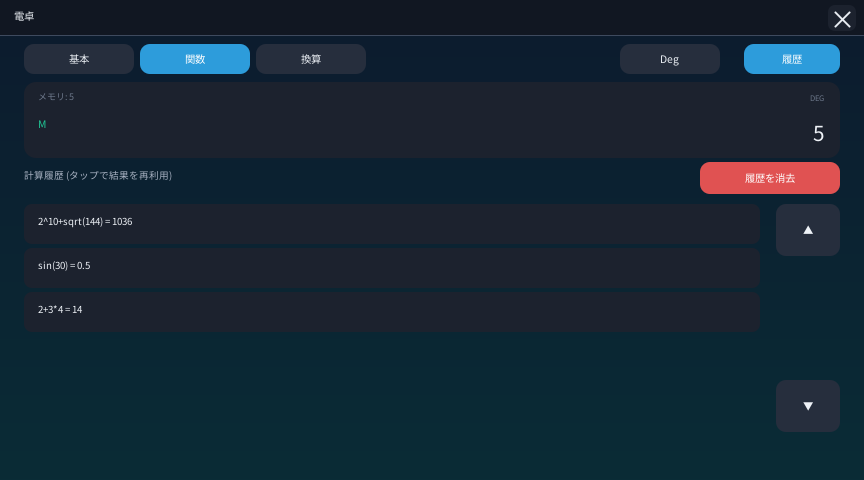 電卓
基本 関数 換算 Deg 履歴
メモリ: 5 DEG
M
5
計算履歴 (タップで結果を再利用) 履歴を消去
2^10+sqrt(144) = 1036
▲
sin(30) = 0.5
2+3*4 = 14
▼